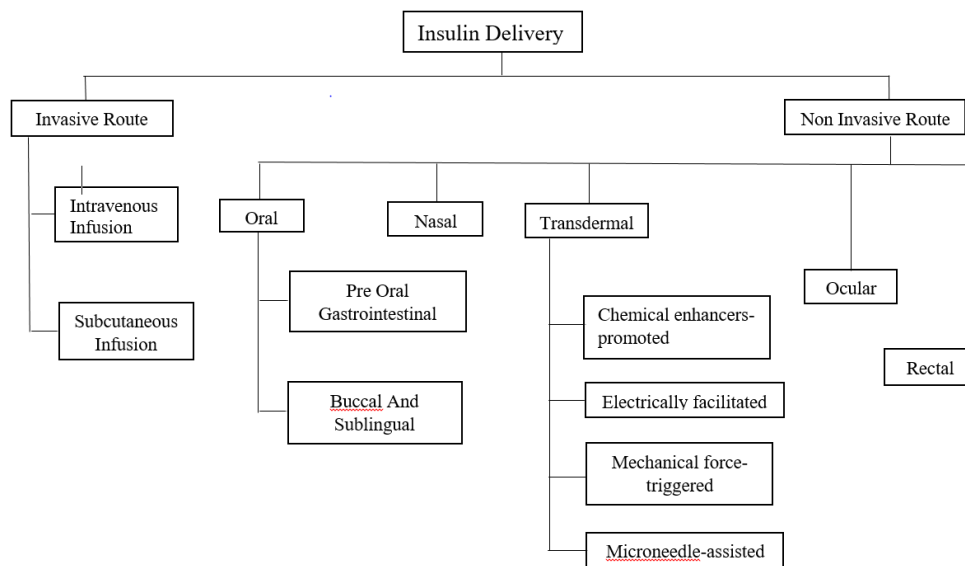 Insulin Delivery
Invasive Route
Non Invasive Route
Intravenous
Infusion
Subcutaneous
Infusion
Oral
Nasal
Transdermal
Ocular
Rectal
Pre Oral
Gastrointestinal
Buccal And
Sublingual
Chemical enhancers-
promoted
Electrically facilitated
Mechanical force-
triggered
Microneedle-assisted